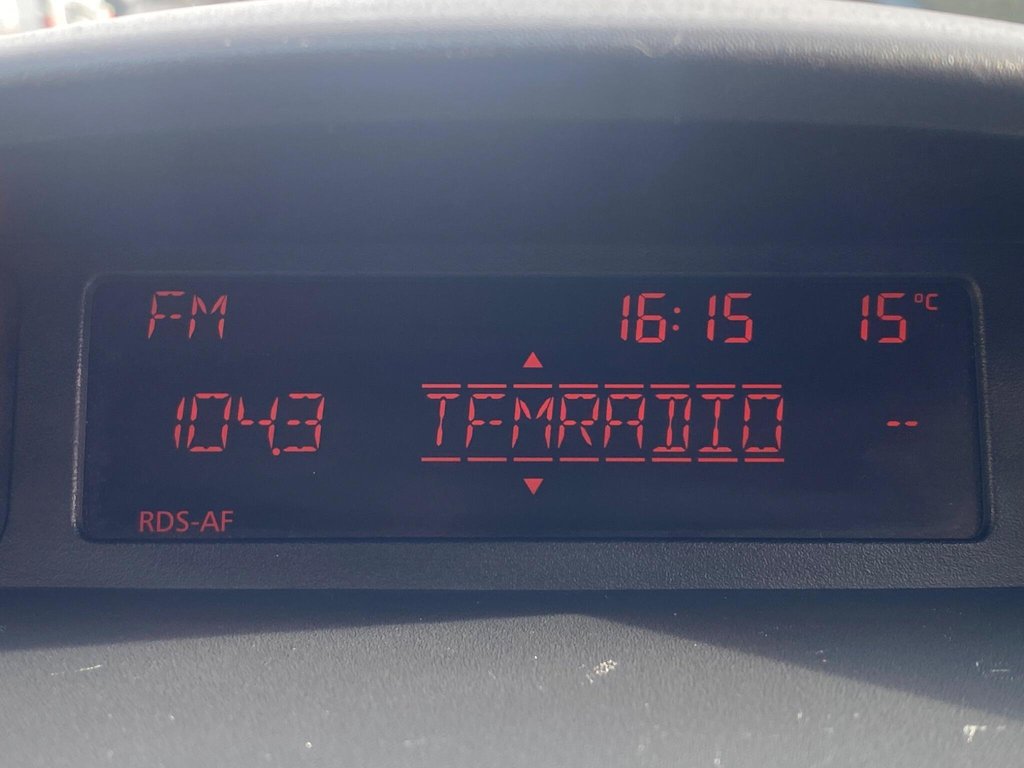 FM 16:15 15°C
104.3 TFMRADIO --
RDS-AF